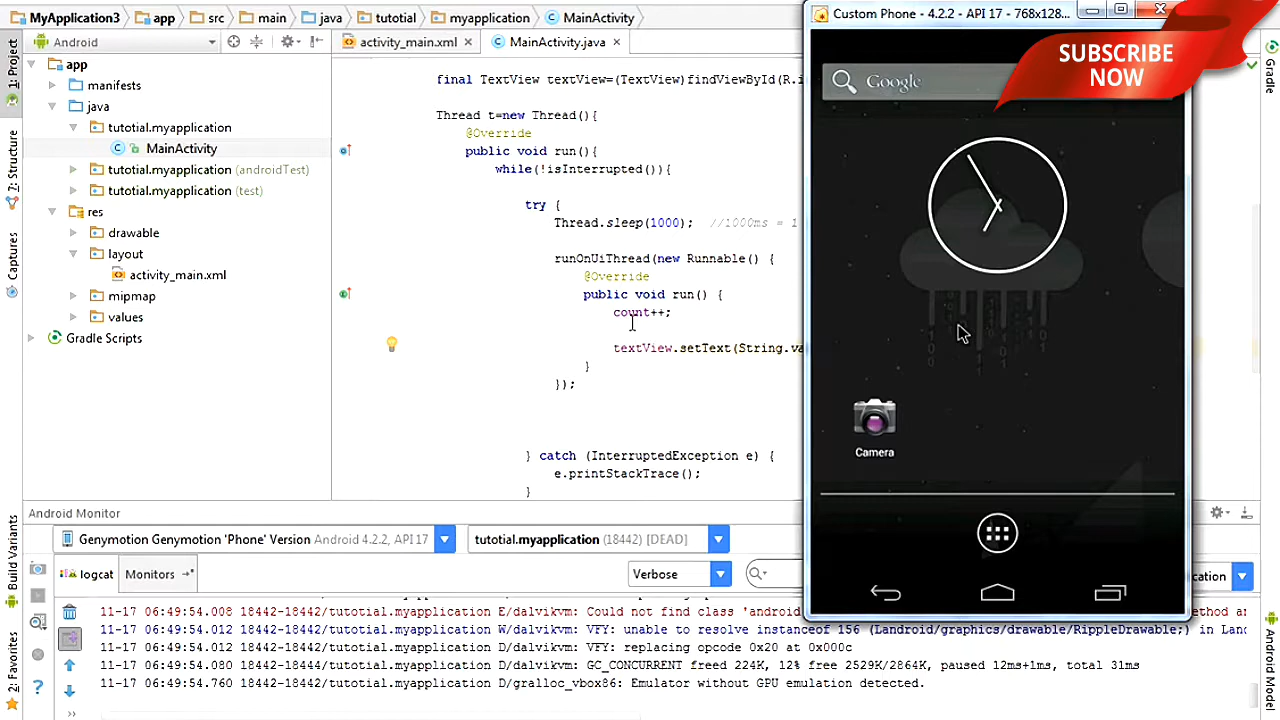 MyApplication3 app src main java tutotial myapplication MainActivity
Custom Phone - 4.2.2 - API 17 - 768x128...
SUBSCRIBE
NOW
Android
activity_main.xml
MainActivity.java
1: Project
2: Structure
Captures
Build Variants
2: Favorites
Gradle
Android Model
app
manifests
java
tutotial.myapplication
MainActivity
tutotial.myapplication (androidTest)
tutotial.myapplication (test)
res
drawable
layout
activity_main.xml
mipmap
values
Gradle Scripts
final TextView textView=(TextView)findViewById(R.i
Thread t=new Thread(){
@Override
public void run(){
while(!isInterrupted()){
try {
Thread.sleep(1000);  //1000ms = 1
runOnUiThread(new Runnable() {
@Override
public void run() {
count++;
textView.setText(String.va
}
});
} catch (InterruptedException e) {
e.printStackTrace();
}
Google
Camera
Android Monitor
Genymotion Genymotion 'Phone' Version Android 4.2.2, API 17
tutotial.myapplication (18442) [DEAD]
logcat
Monitors
Verbose
cation
11-17 06:49:54.008 18442-18442/tutotial.myapplication E/dalvikvm: Could not find class 'android
ethod an
11-17 06:49:54.012 18442-18442/tutotial.myapplication W/dalvikvm: VFY: unable to resolve instanceof 156 (Landroid/graphics/drawable/RippleDrawable;) in Landr
11-17 06:49:54.012 18442-18442/tutotial.myapplication D/dalvikvm: VFY: replacing opcode 0x20 at 0x000c
11-17 06:49:54.080 18442-18442/tutotial.myapplication D/dalvikvm: GC_CONCURRENT freed 224K, 12% free 2529K/2864K, paused 12ms+1ms, total 31ms
11-17 06:49:54.760 18442-18442/tutotial.myapplication D/gralloc_vbox86: Emulator without GPU emulation detected.